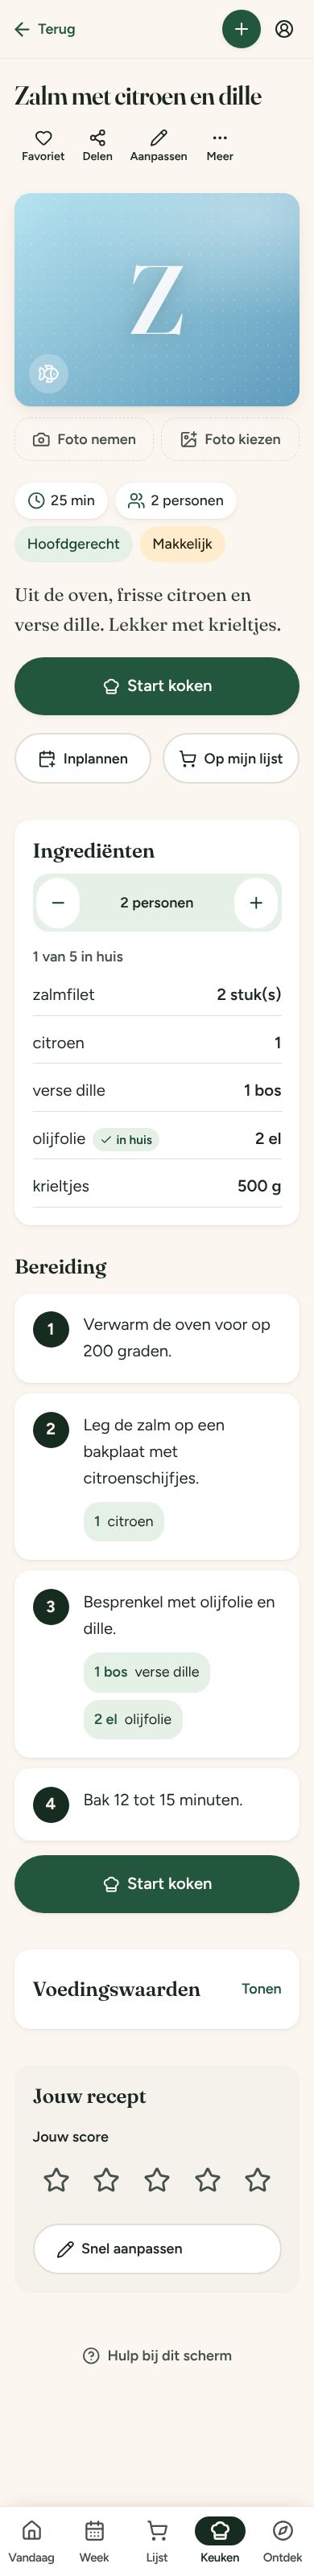 Terug
Zalm met citroen en dille
Favoriet Delen Aanpassen Meer
Z
Foto nemen Foto kiezen
25 min 2 personen
Hoofdgerecht Makkelijk
Uit de oven, frisse citroen en
verse dille. Lekker met krieltjes.
Start koken
Inplannen Op mijn lijst
Ingrediënten
− 2 personen +
1 van 5 in huis
zalmfilet 2 stuk(s)
citroen 1
verse dille 1 bos
olijfolie in huis 2 el
krieltjes 500 g
Bereiding
1 Verwarm de oven voor op
200 graden.
2 Leg de zalm op een
bakplaat met
citroenschijfjes.
1 citroen
3 Besprenkel met olijfolie en
dille.
1 bos verse dille
2 el olijfolie
4 Bak 12 tot 15 minuten.
Start koken
Voedingswaarden Tonen
Jouw recept
Jouw score
Snel aanpassen
Hulp bij dit scherm
Vandaag Week Lijst Keuken Ontdek